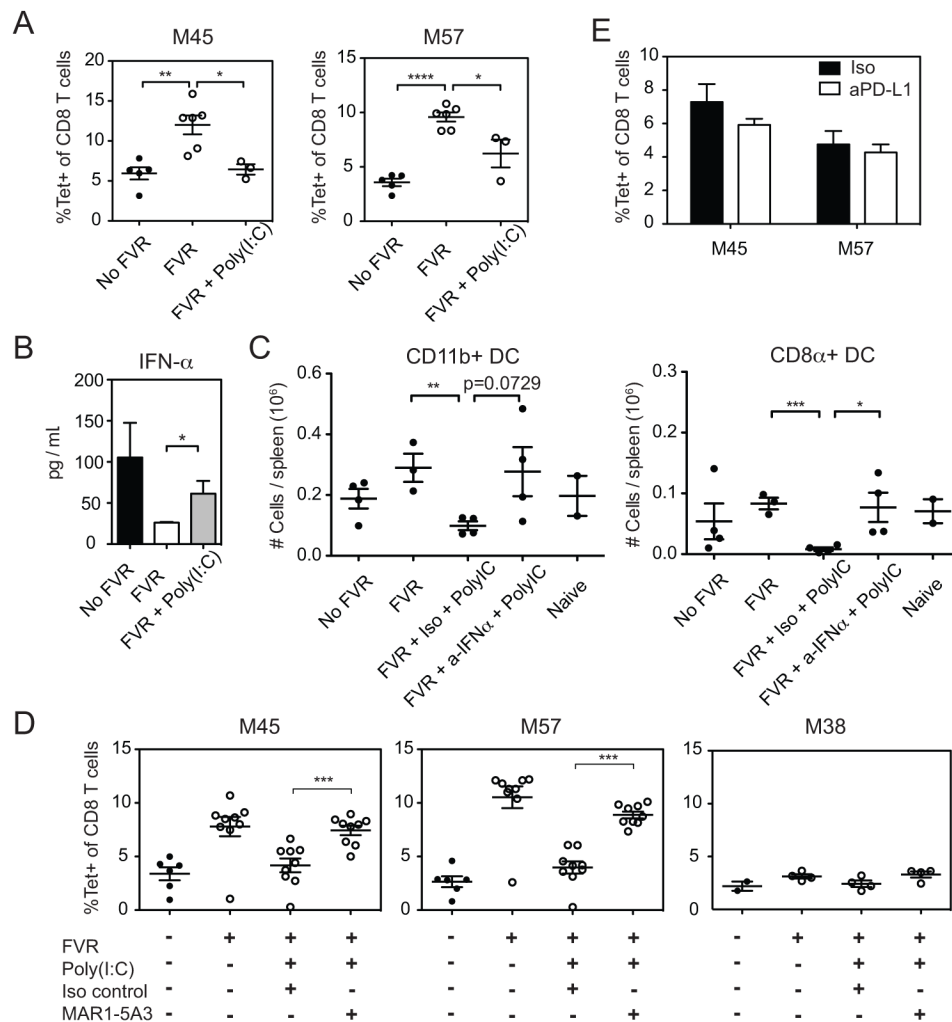 A
M45
%Tet+ of CD8 T cells
20
15
10
5
0
**
*
No FVR
FVR
FVR + Poly(I:C)
M57
%Tet+ of CD8 T cells
15
10
5
0
****
*
No FVR
FVR
FVR + Poly(I:C)
E
%Tet+ of CD8 T cells
10
8
6
4
2
0
Iso
aPD-L1
M45
M57
B
IFN-α
pg / mL
200
150
100
50
0
*
No FVR
FVR
FVR + Poly(I:C)
C
CD11b+ DC
# Cells / spleen (10⁶)
0.6
0.4
0.2
0.0
**
p=0.0729
No FVR
FVR
FVR + Iso + PolyIC
FVR + a-IFNα + PolyIC
Naive
CD8α+ DC
# Cells / spleen (10⁶)
0.3
0.2
0.1
0.0
***
*
No FVR
FVR
FVR + Iso + PolyIC
FVR + a-IFNα + PolyIC
Naive
D
M45
%Tet+ of CD8 T cells
15
10
5
0
***
M57
15
10
5
0
***
M38
15
10
5
0
FVR - + + + - + + + - + + +
Poly(I:C) - - + + - - + + - - + +
Iso control - - + - - - + - - - + -
MAR1-5A3 - - - + - - - + - - - +